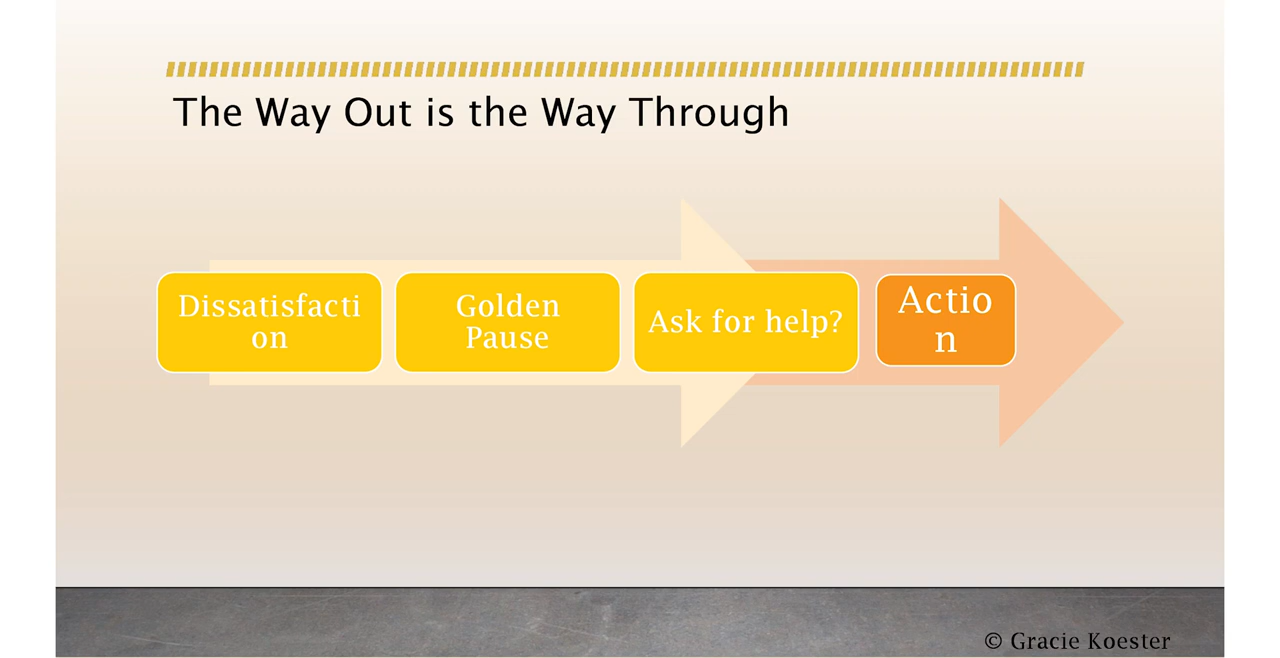 The Way Out is the Way Through
Dissatisfacti
on
Golden
Pause
Ask for help?
Actio
n
© Gracie Koester